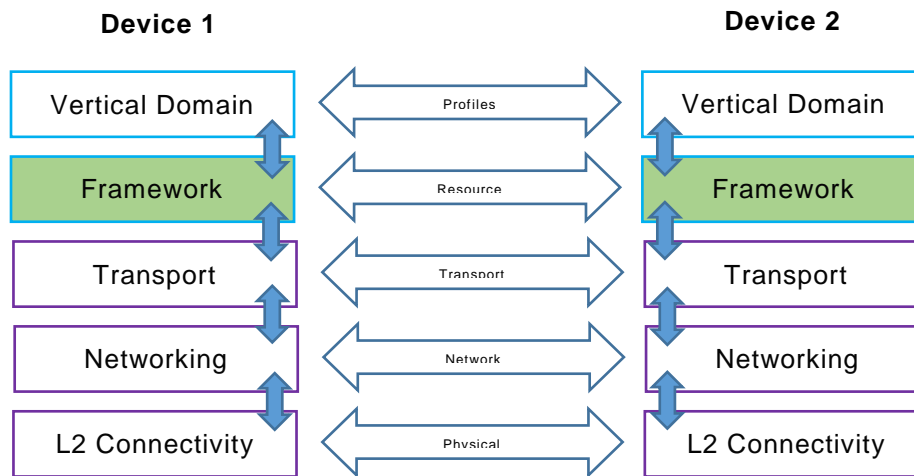 Device 1
Device 2
Vertical Domain
Profiles
Vertical Domain
Framework
Resource
Framework
Transport
Transport
Transport
Networking
Network
Networking
L2 Connectivity
Physical
L2 Connectivity